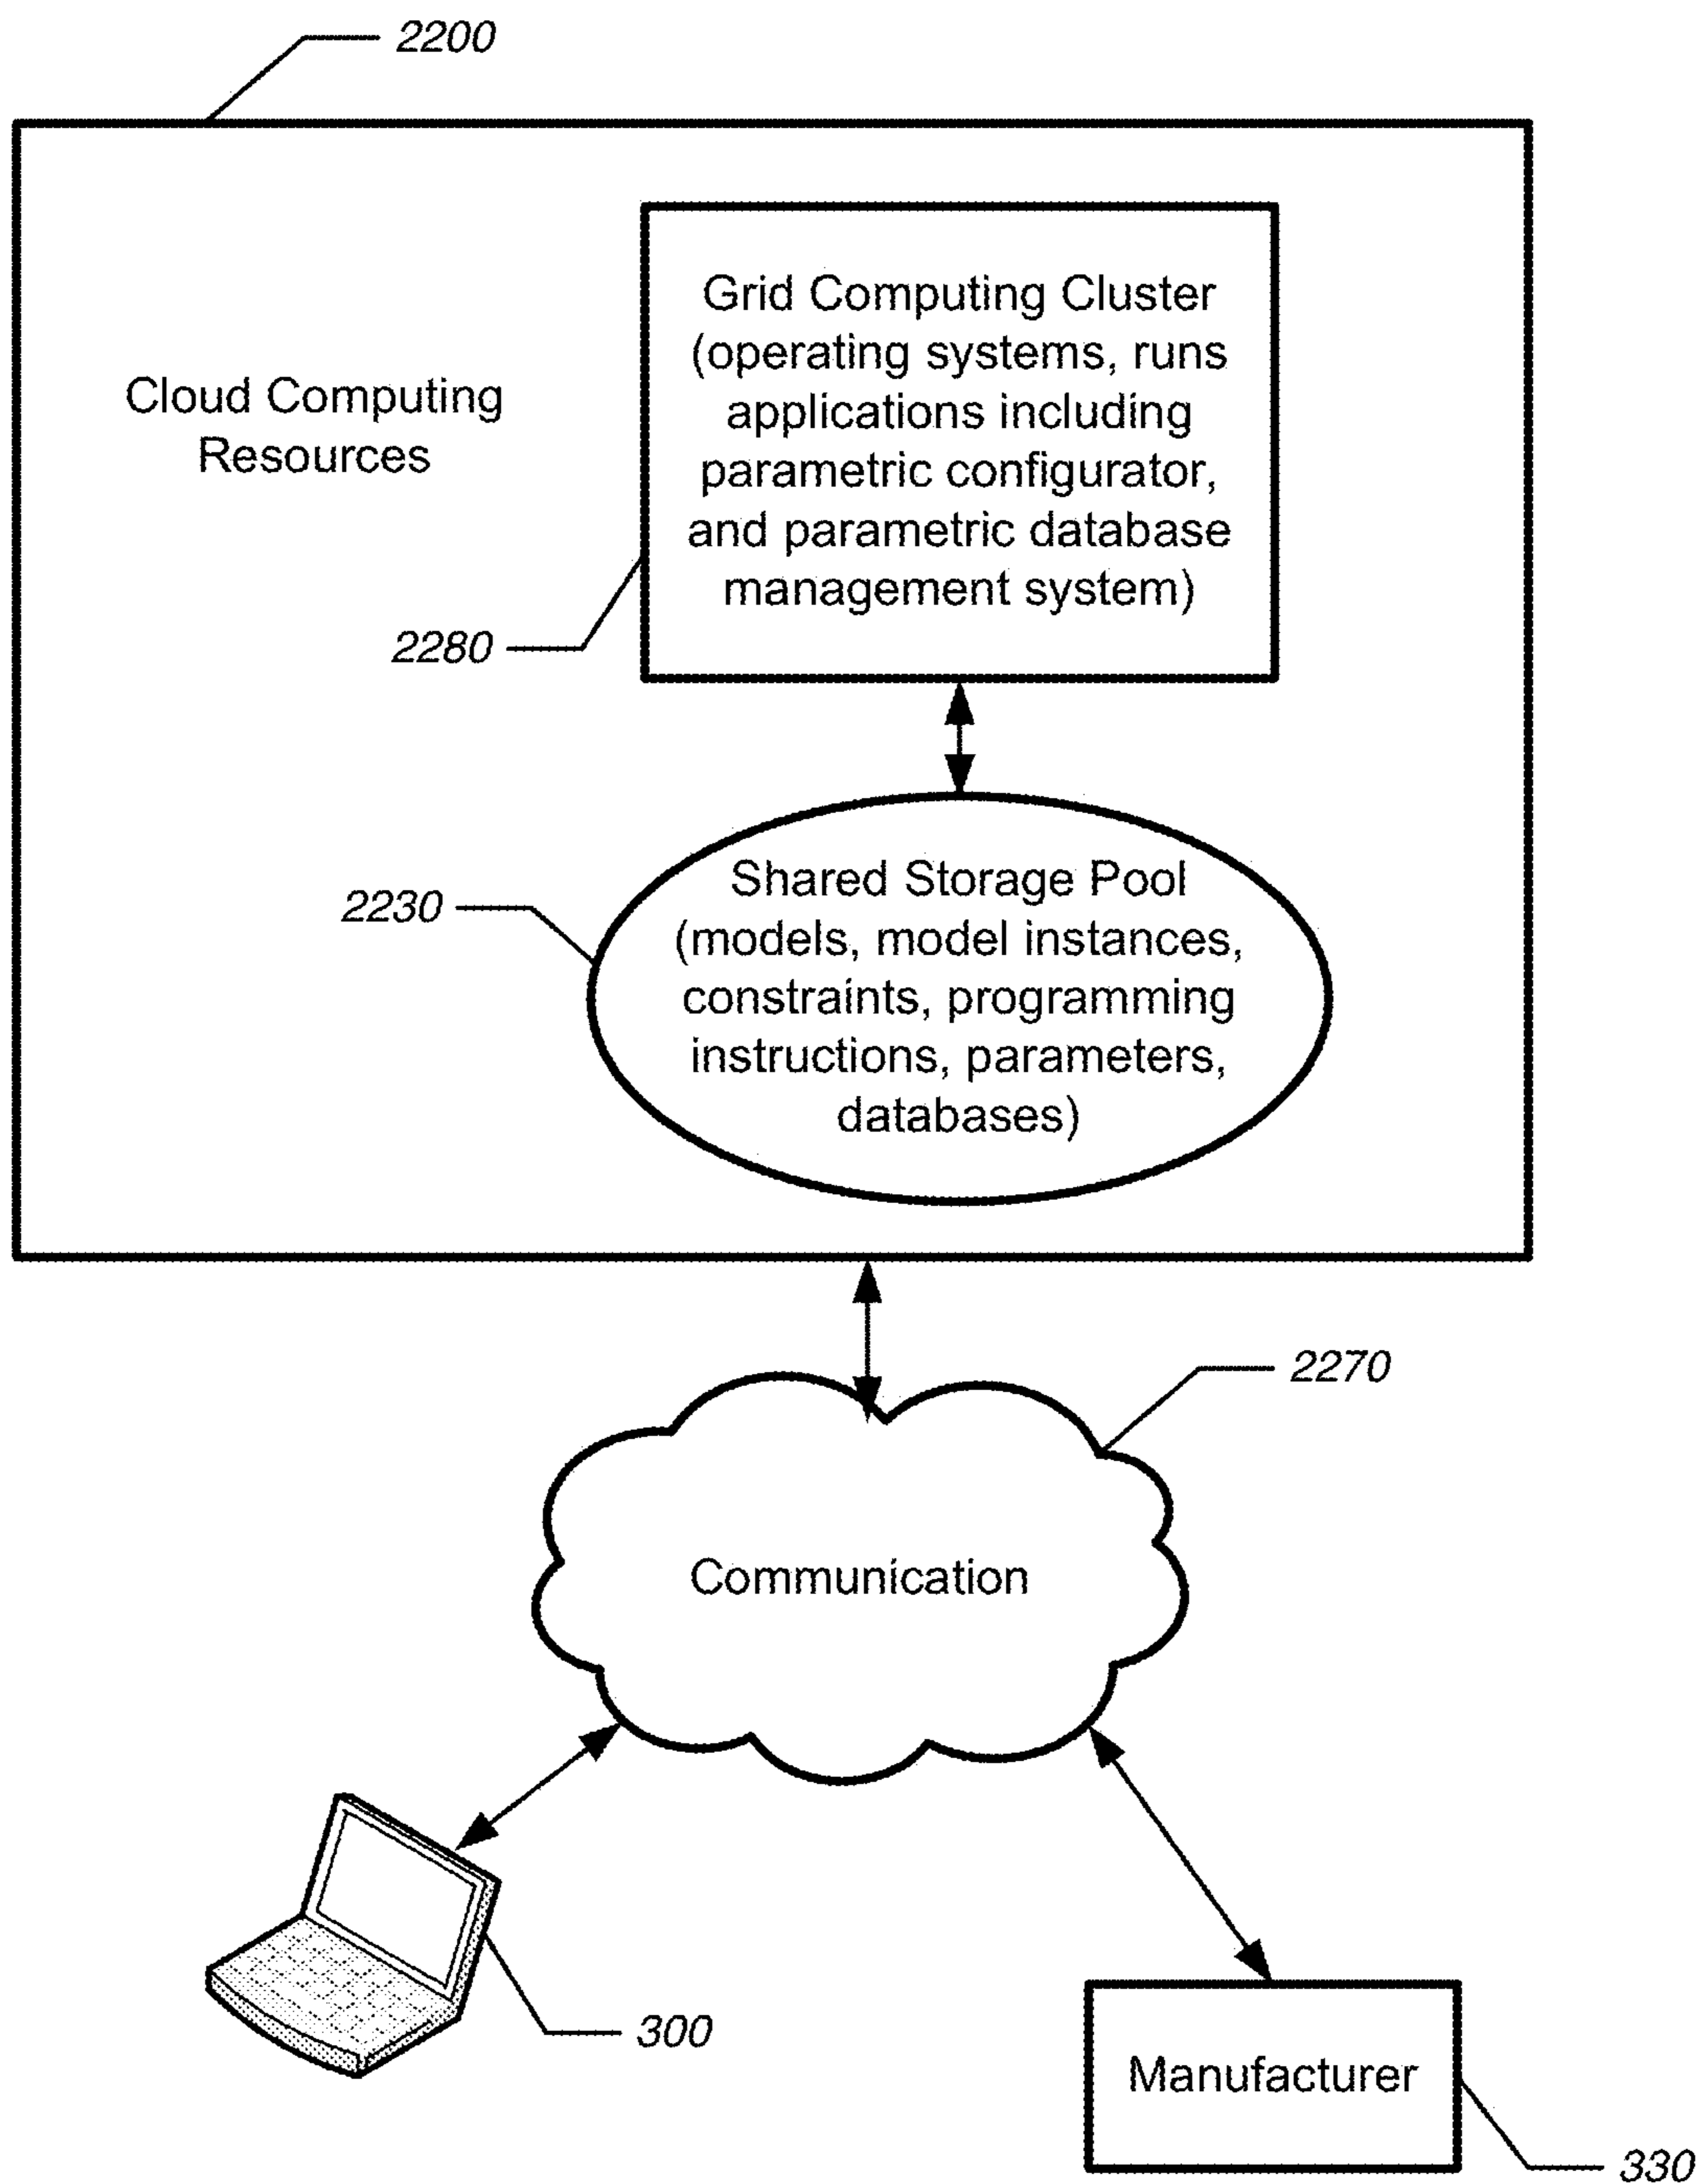 2200
Cloud Computing
Resources
Grid Computing Cluster
(operating systems, runs
applications including
parametric configurator,
and parametric database
management system)
2280
2230
Shared Storage Pool
(models, model instances,
constraints, programming
instructions, parameters,
databases)
2270
Communication
300
Manufacturer
330